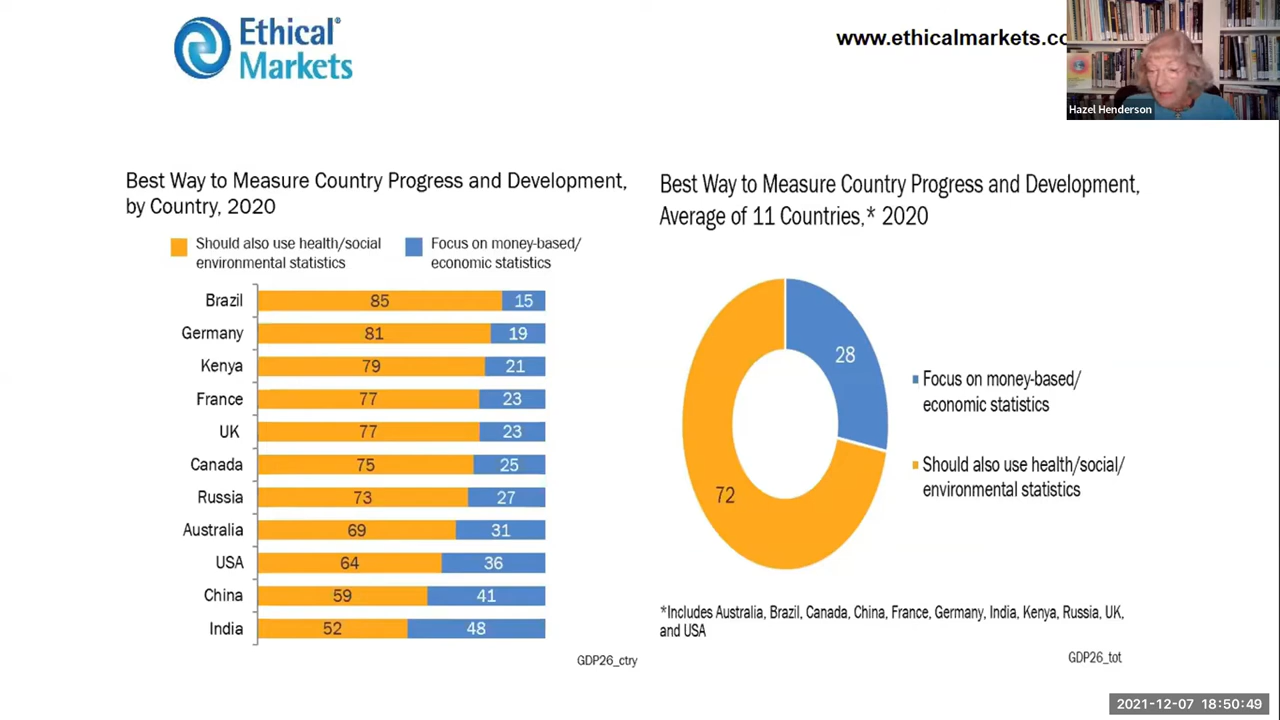 Ethical®
Markets
www.ethicalmarkets.co
Hazel Henderson
Best Way to Measure Country Progress and Development,
by Country, 2020
Should also use health/social
environmental statistics
Focus on money-based/
economic statistics
Brazil 85 15
Germany 81 19
Kenya 79 21
France 77 23
UK 77 23
Canada 75 25
Russia 73 27
Australia 69 31
USA 64 36
China 59 41
India 52 48
GDP26_ctry
Best Way to Measure Country Progress and Development,
Average of 11 Countries,* 2020
28
72
Focus on money-based/
economic statistics
Should also use health/social/
environmental statistics
*Includes Australia, Brazil, Canada, China, France, Germany, India, Kenya, Russia, UK,
and USA
GDP26_tot
2021-12-07 18:50:49